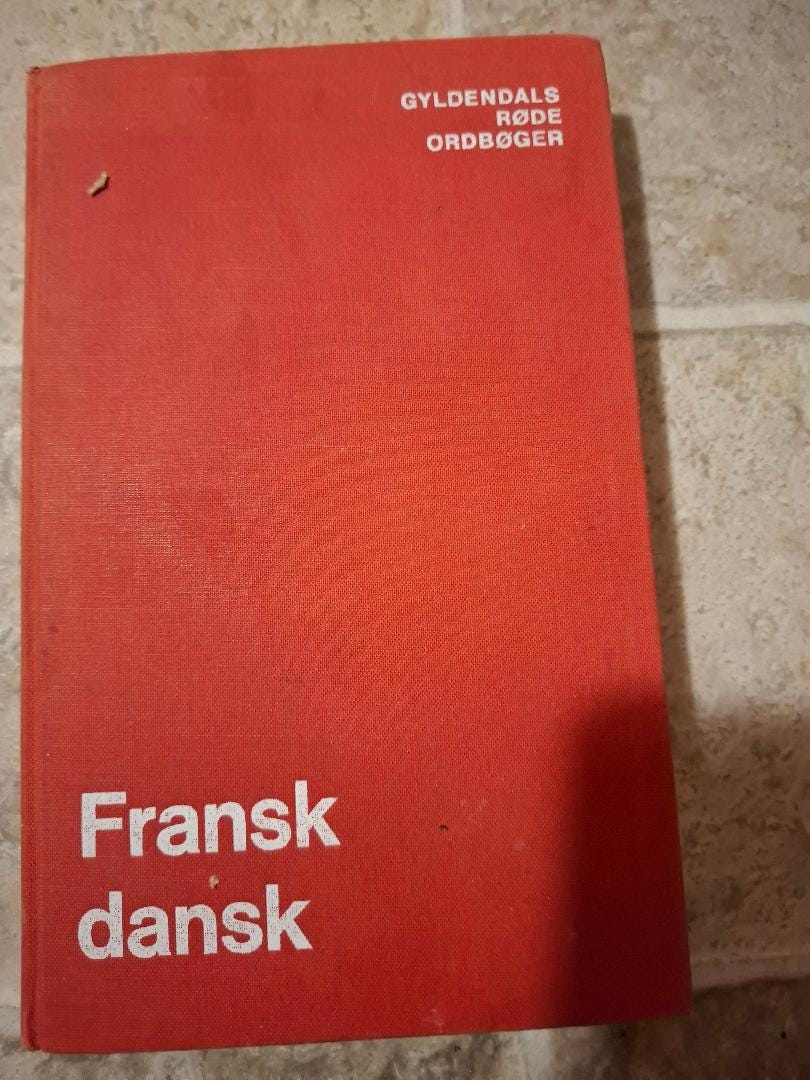 GYLDENDALS
RØDE
ORDBØGER
Fransk
dansk